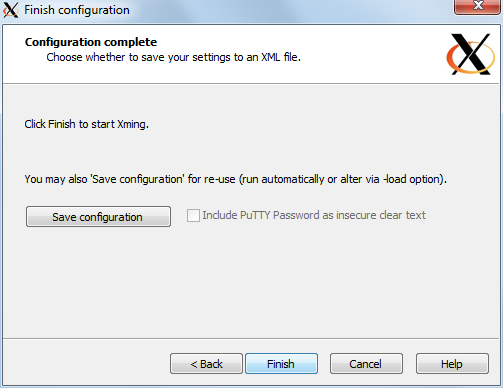 Finish configuration
Configuration complete
Choose whether to save your settings to an XML file.
Click Finish to start Xming.
You may also 'Save configuration' for re-use (run automatically or alter via -load option).
Save configuration
Include PuTTY Password as insecure clear text
< Back
Finish
Cancel
Help